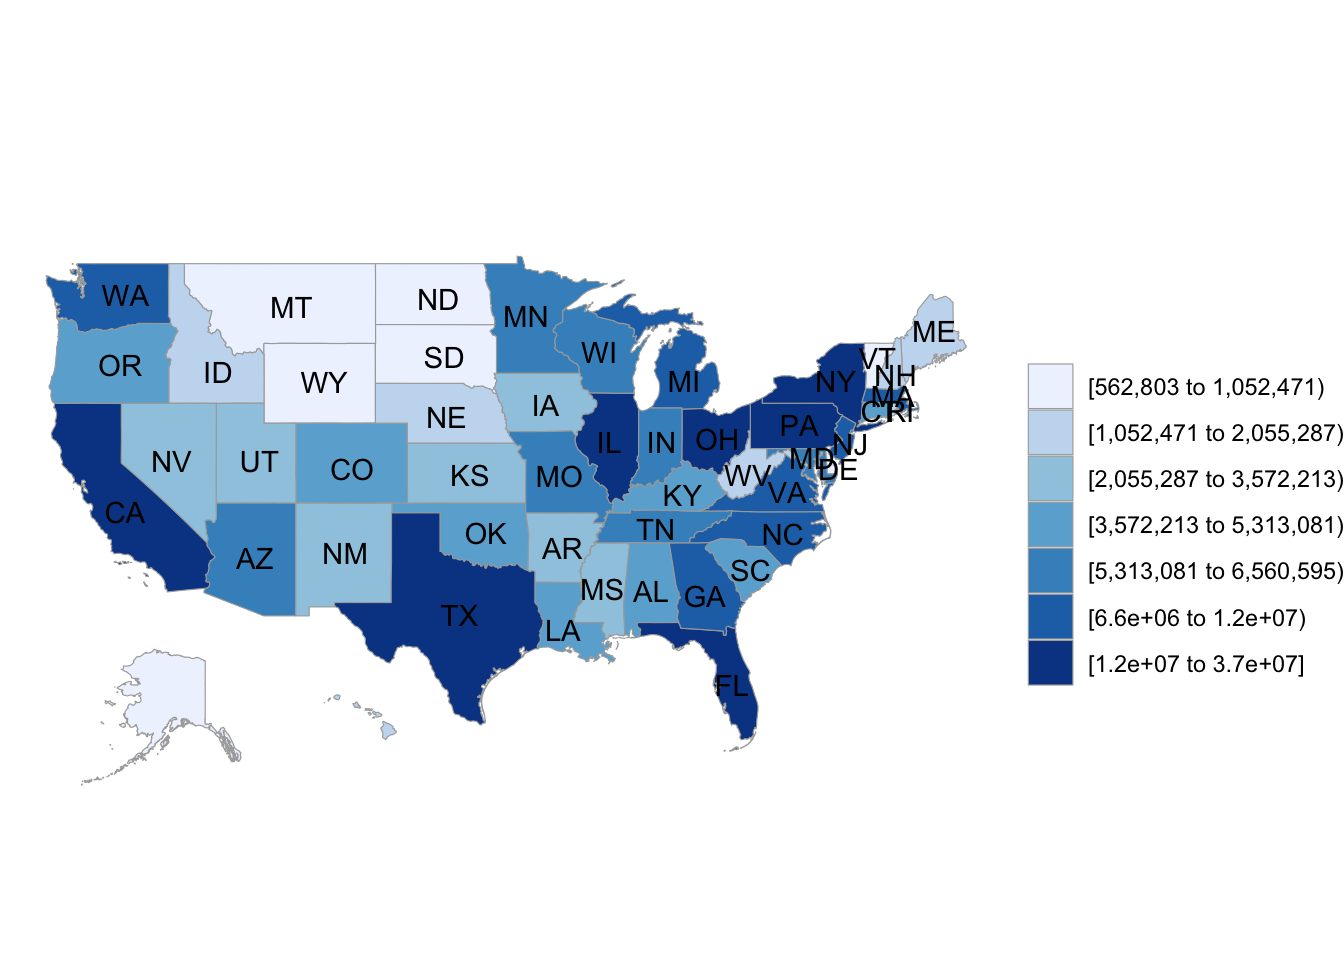 WA
MT
ND
MN
ME
OR
ID
WY
SD
WI
MI
VT
NH
NY
MA
CT
RI
NE
IA
PA
NV
UT
CO
KS
MO
IL
IN
OH
NJ
MD
DE
WV
VA
KY
CA
AZ
NM
OK
AR
TN
NC
SC
TX
LA
MS
AL
GA
FL
[562,803 to 1,052,471)
[1,052,471 to 2,055,287)
[2,055,287 to 3,572,213)
[3,572,213 to 5,313,081)
[5,313,081 to 6,560,595)
[6.6e+06 to 1.2e+07)
[1.2e+07 to 3.7e+07]